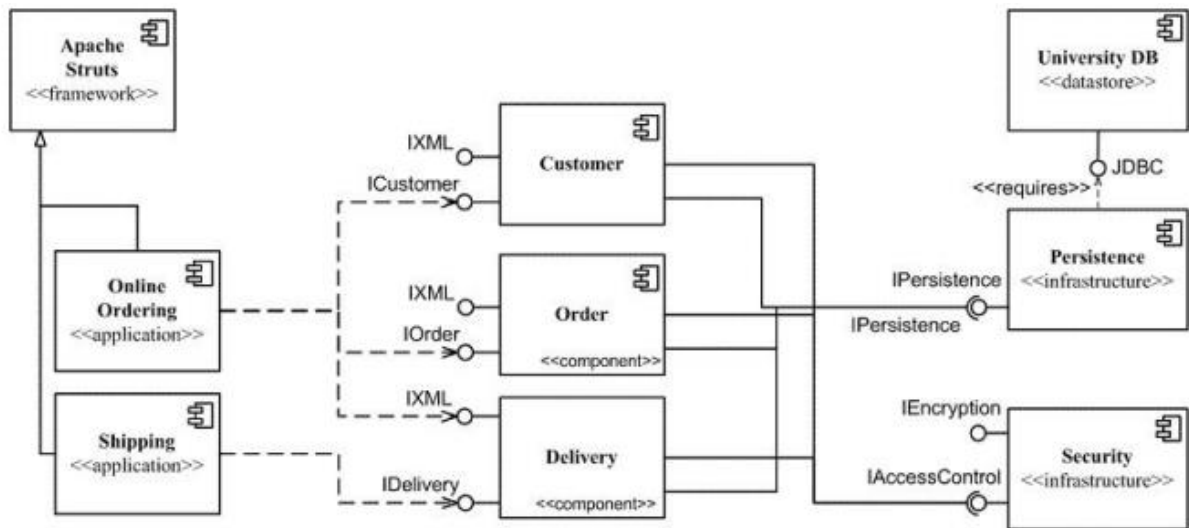 Apache
Struts
<<framework>>
University DB
<<datastore>>
IXML
Customer
ICustomer
JDBC
<<requires>>
Online
Ordering
<<application>>
IXML
Order
IOrder
<<component>>
IPersistence
IPersistence
Persistence
<<infrastructure>>
Shipping
<<application>>
IXML
Delivery
IDelivery
<<component>>
IEncryption
IAccessControl
Security
<<infrastructure>>